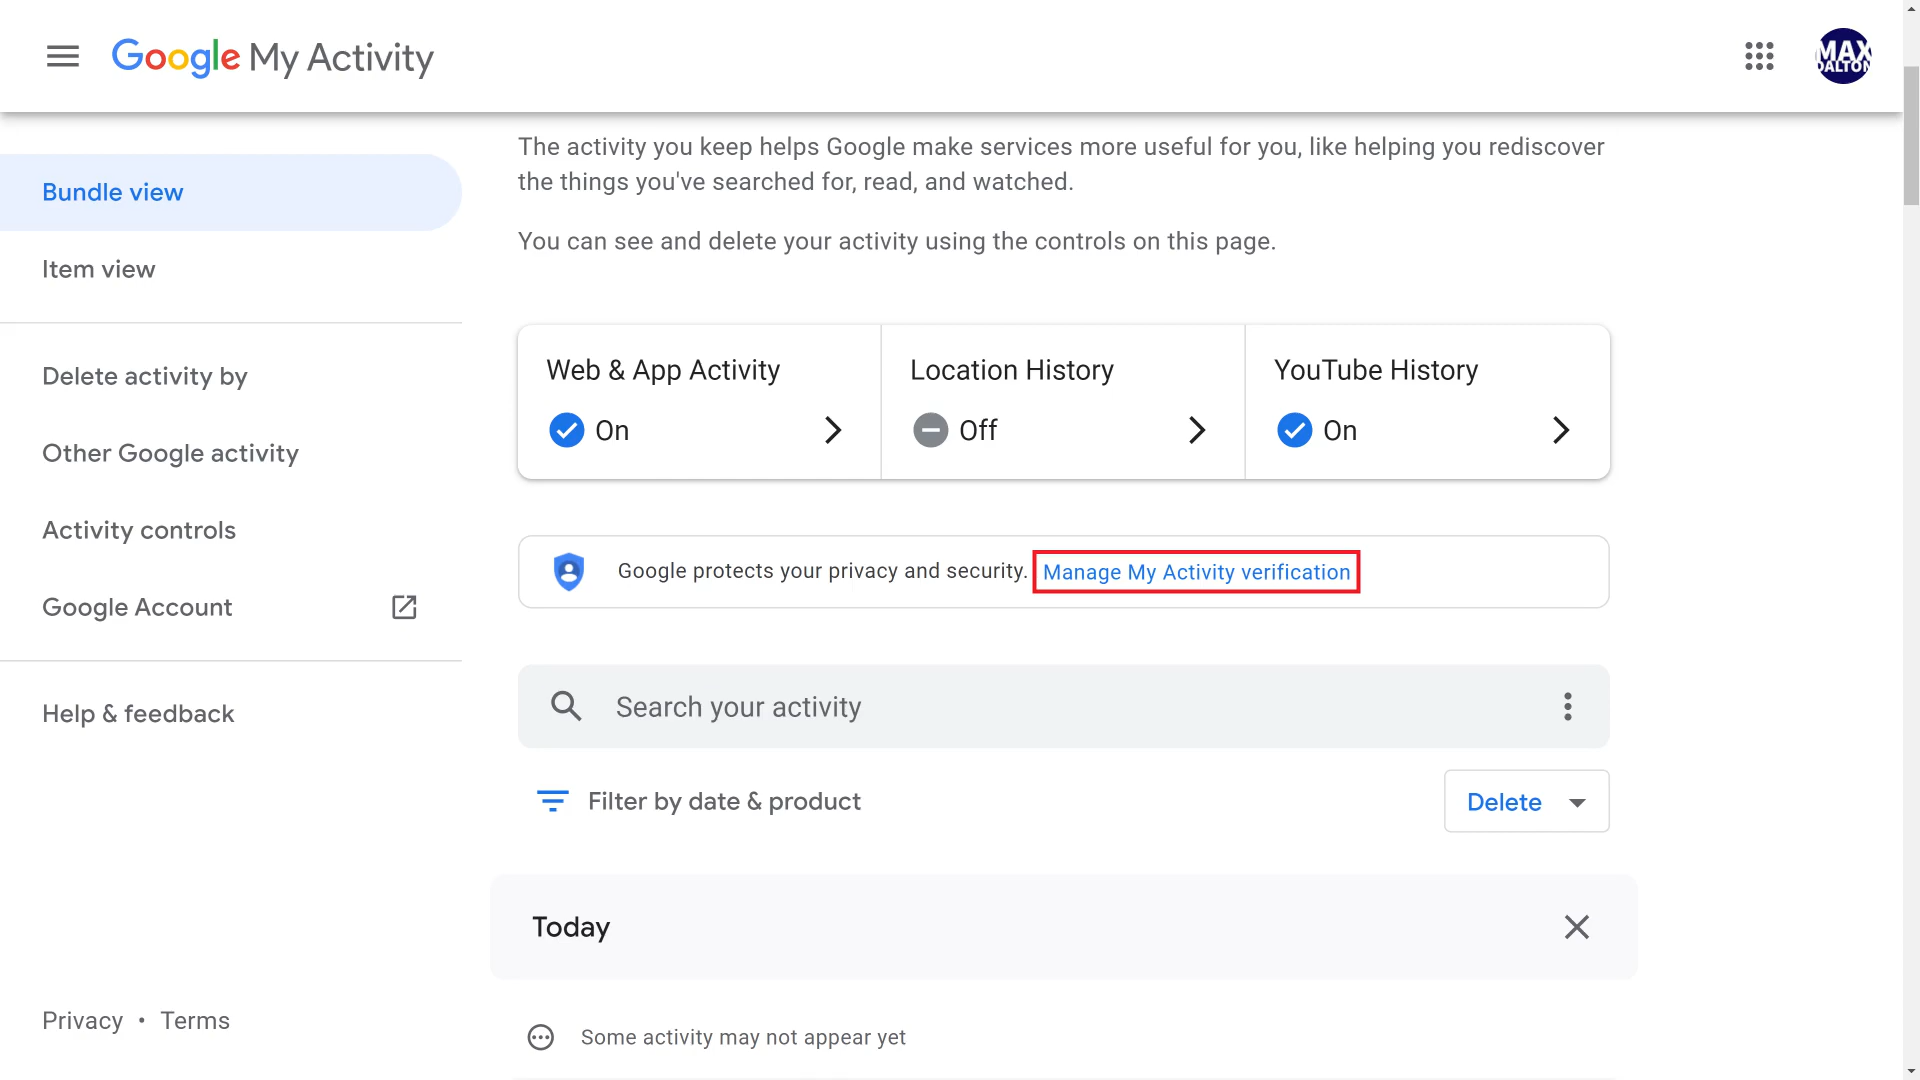 Google My Activity
MAX
DALTON
Bundle view
Item view
Delete activity by
Other Google activity
Activity controls
Google Account
Help & feedback
Privacy • Terms
The activity you keep helps Google make services more useful for you, like helping you rediscover
the things you've searched for, read, and watched.
You can see and delete your activity using the controls on this page.
Web & App Activity
On
Location History
Off
YouTube History
On
Google protects your privacy and security. Manage My Activity verification
Search your activity
Filter by date & product
Delete
Today
Some activity may not appear yet